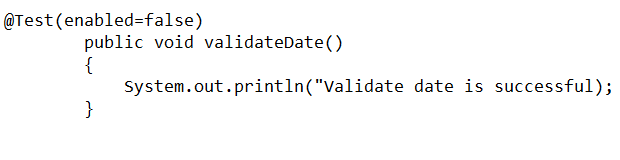 @Test(enabled=false)
public void validateDate()
{
System.out.println("Validate date is successful);
}